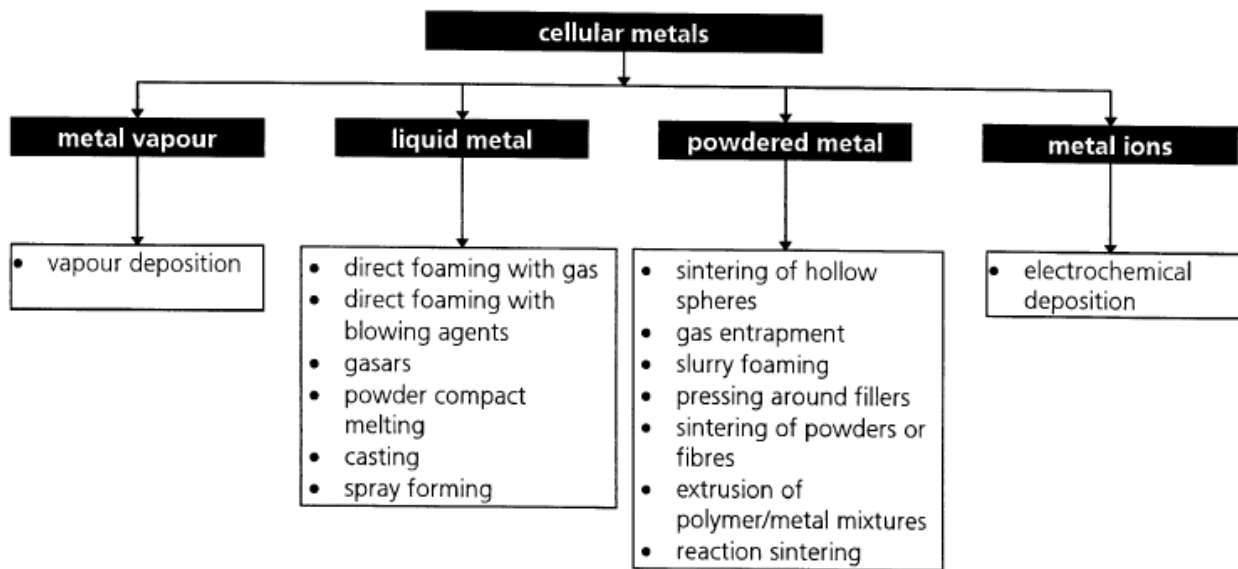 cellular metals
metal vapour
liquid metal
powdered metal
metal ions
• vapour deposition
• direct foaming with gas
• direct foaming with
blowing agents
• gasars
• powder compact
melting
• casting
• spray forming
• sintering of hollow
spheres
• gas entrapment
• slurry foaming
• pressing around fillers
• sintering of powders or
fibres
• extrusion of
polymer/metal mixtures
• reaction sintering
• electrochemical
deposition